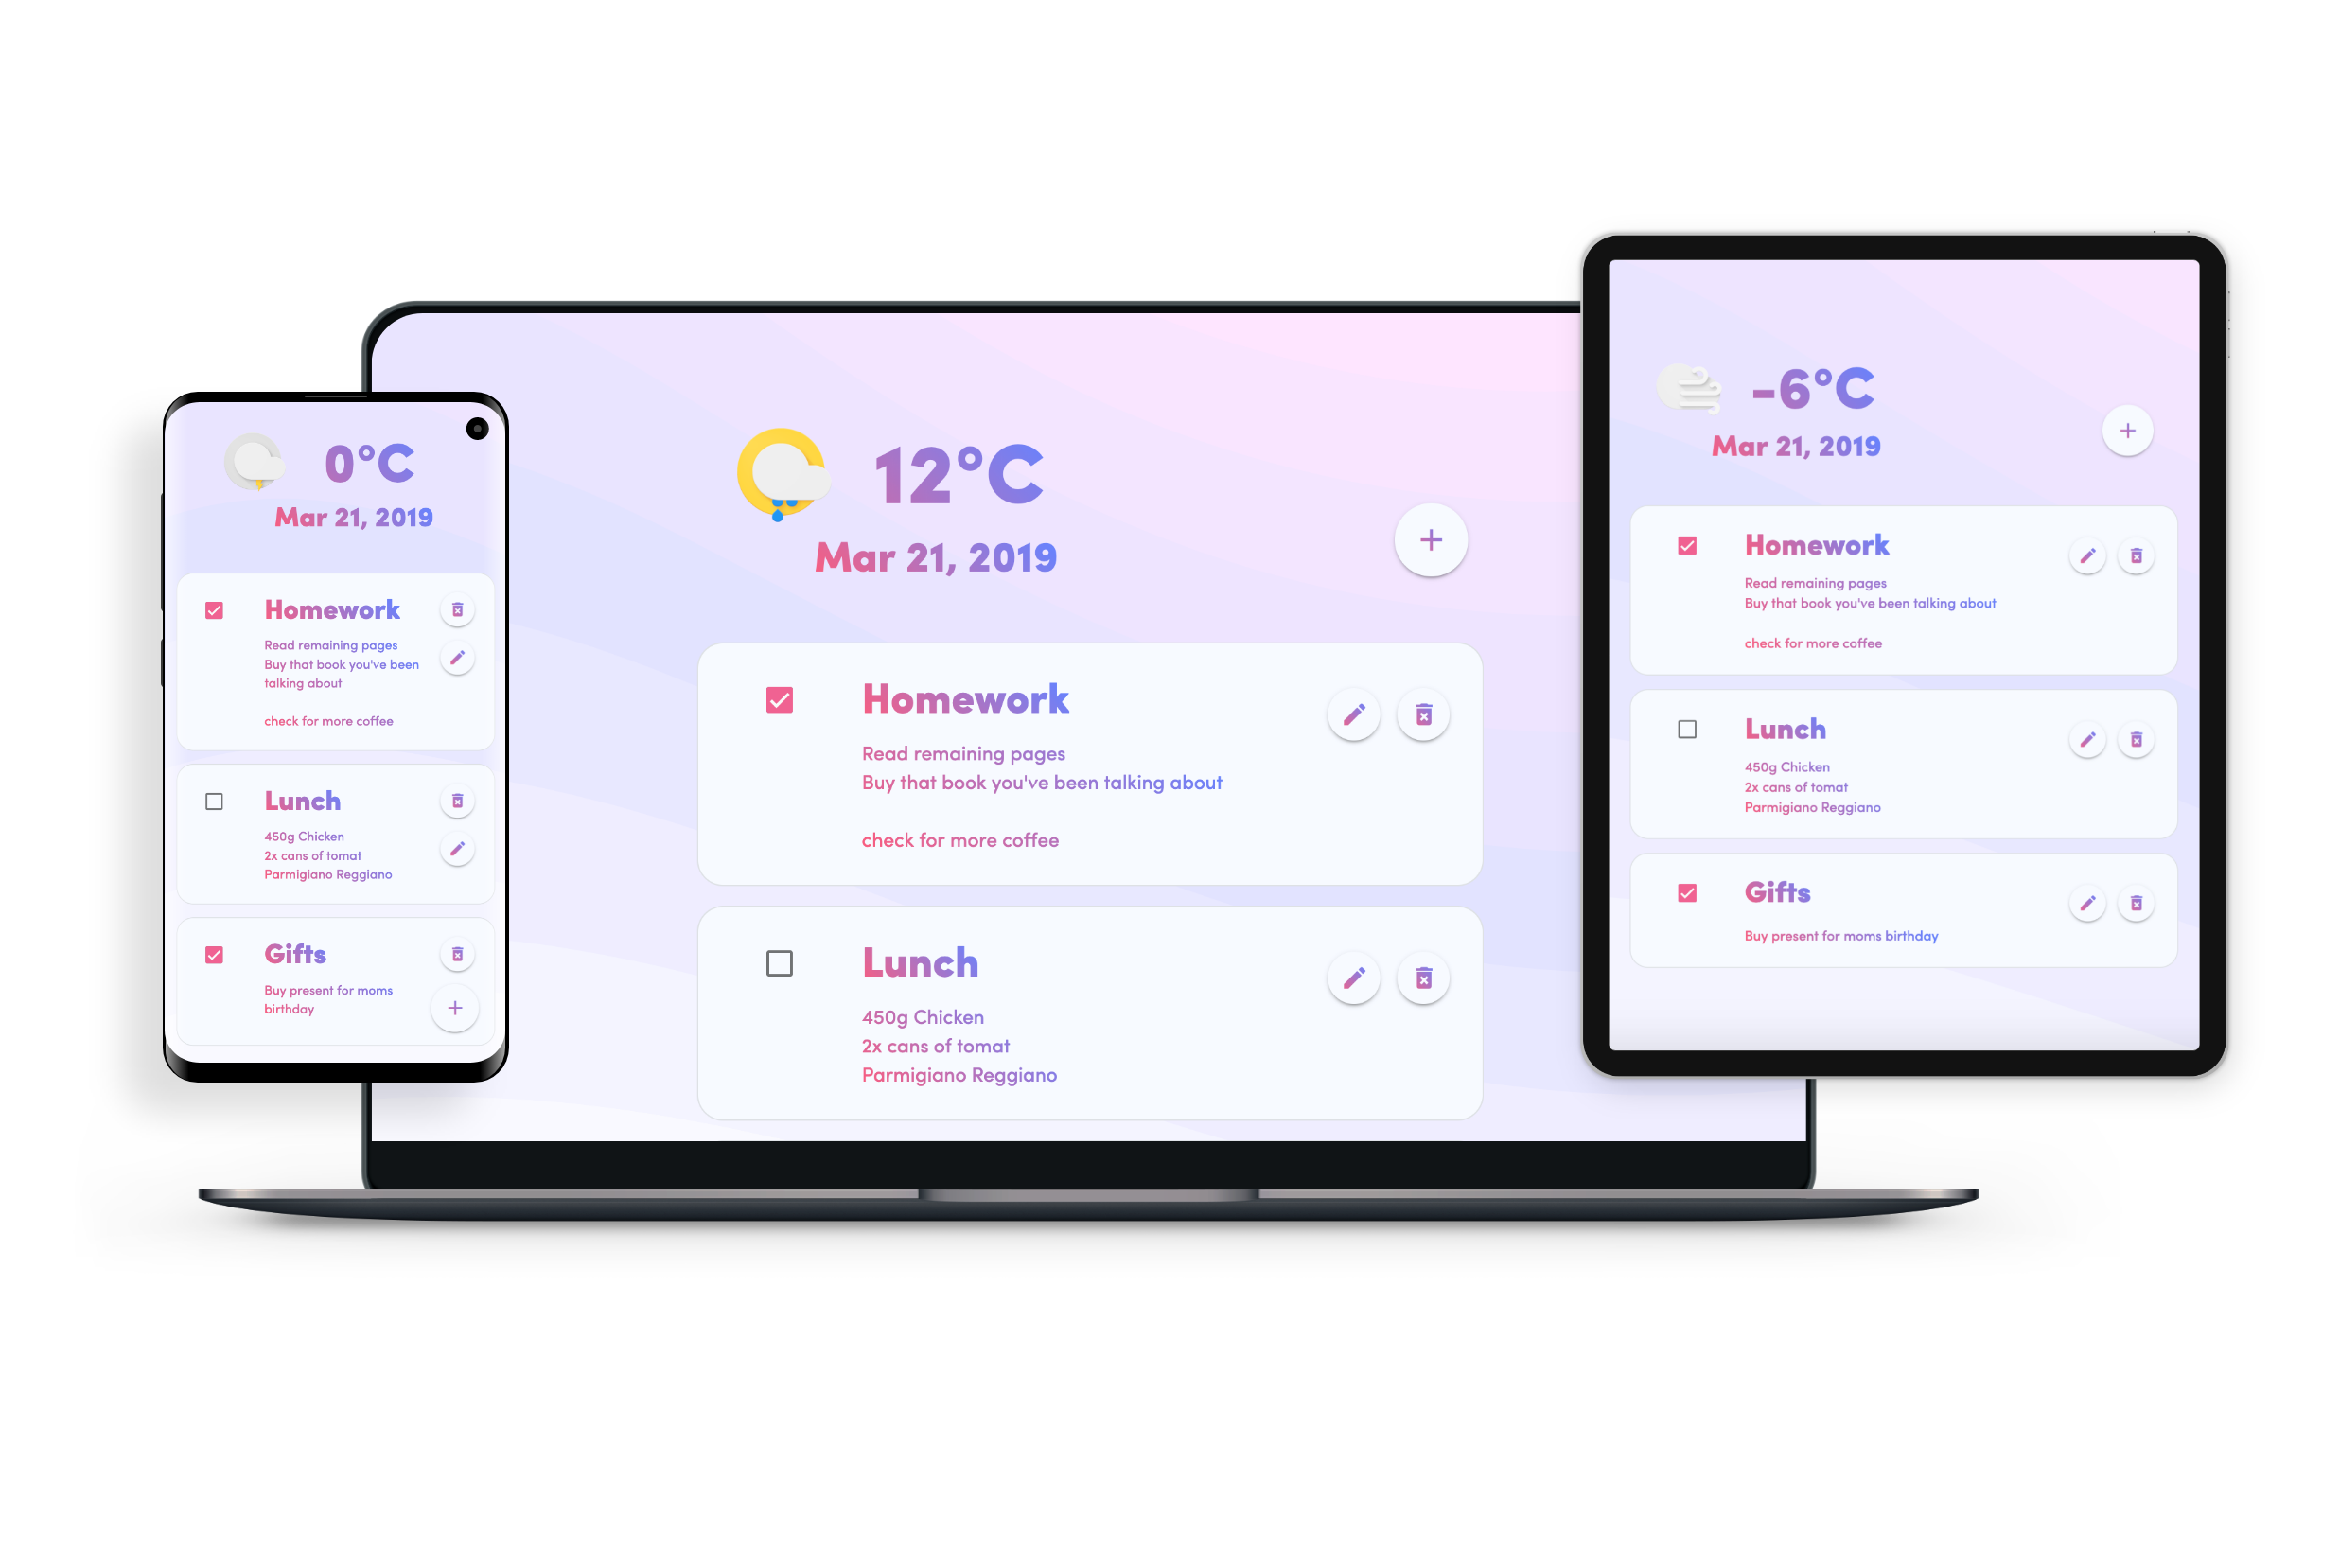 0°C
Mar 21, 2019
Homework
Read remaining pages
Buy that book you've been
talking about
check for more coffee
Lunch
450g Chicken
2x cans of tomat
Parmigiano Reggiano
Gifts
Buy present for moms
birthday
12°C
Mar 21, 2019
Homework
Read remaining pages
Buy that book you've been talking about
check for more coffee
Lunch
450g Chicken
2x cans of tomat
Parmigiano Reggiano
-6°C
Mar 21, 2019
Homework
Read remaining pages
Buy that book you've been talking about
check for more coffee
Lunch
450g Chicken
2x cans of tomat
Parmigiano Reggiano
Gifts
Buy present for moms birthday